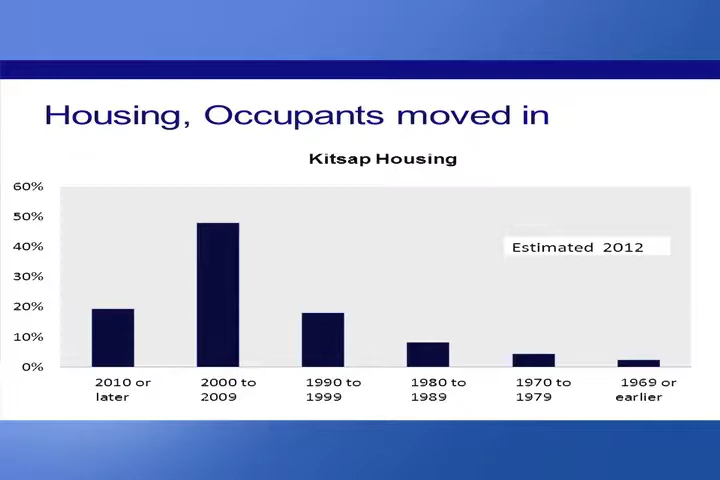 Housing, Occupants moved in
Kitsap Housing
60%
50%
40%
30%
20%
10%
0%
Estimated 2012
2010 or later
2000 to 2009
1990 to 1999
1980 to 1989
1970 to 1979
1969 or earlier